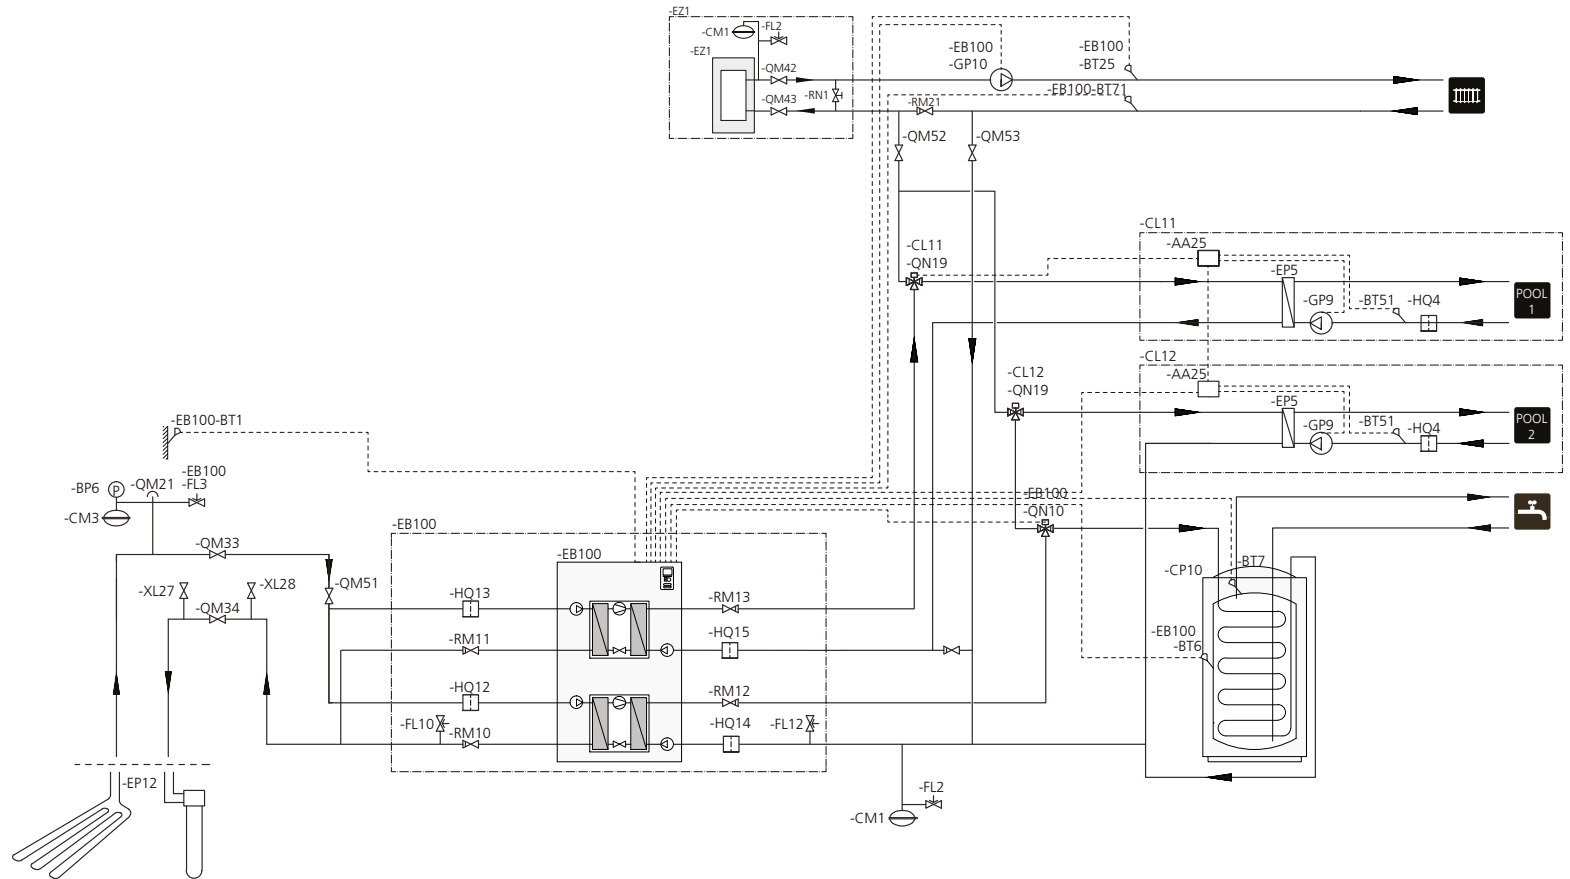 -EZ1
-CM1
-FL2
-EZ1
-QM42
-QM43
-RN1
-EB100
-GP10
-EB100
-BT25
-EB100-BT71
-RM21
-QM52
-QM53
-CL11
-QN19
-CL11
-AA25
-EP5
-GP9
-BT51
-HQ4
POOL
1
-CL12
-QN19
-CL12
-AA25
-EP5
-GP9
-BT51
-HQ4
POOL
2
-EB100-BT1
-BP6
P
-QM21
-EB100
-FL3
-CM3
-QM33
-XL27
-XL28
-QM34
-QM51
-EB100
-EB100
-HQ13
-RM11
-HQ12
-FL10
-RM10
-RM13
-HQ15
-RM12
-HQ14
-FL12
-EB100
-QN10
-CP10
-BT7
-EB100
-BT6
-EP12
-FL2
-CM1